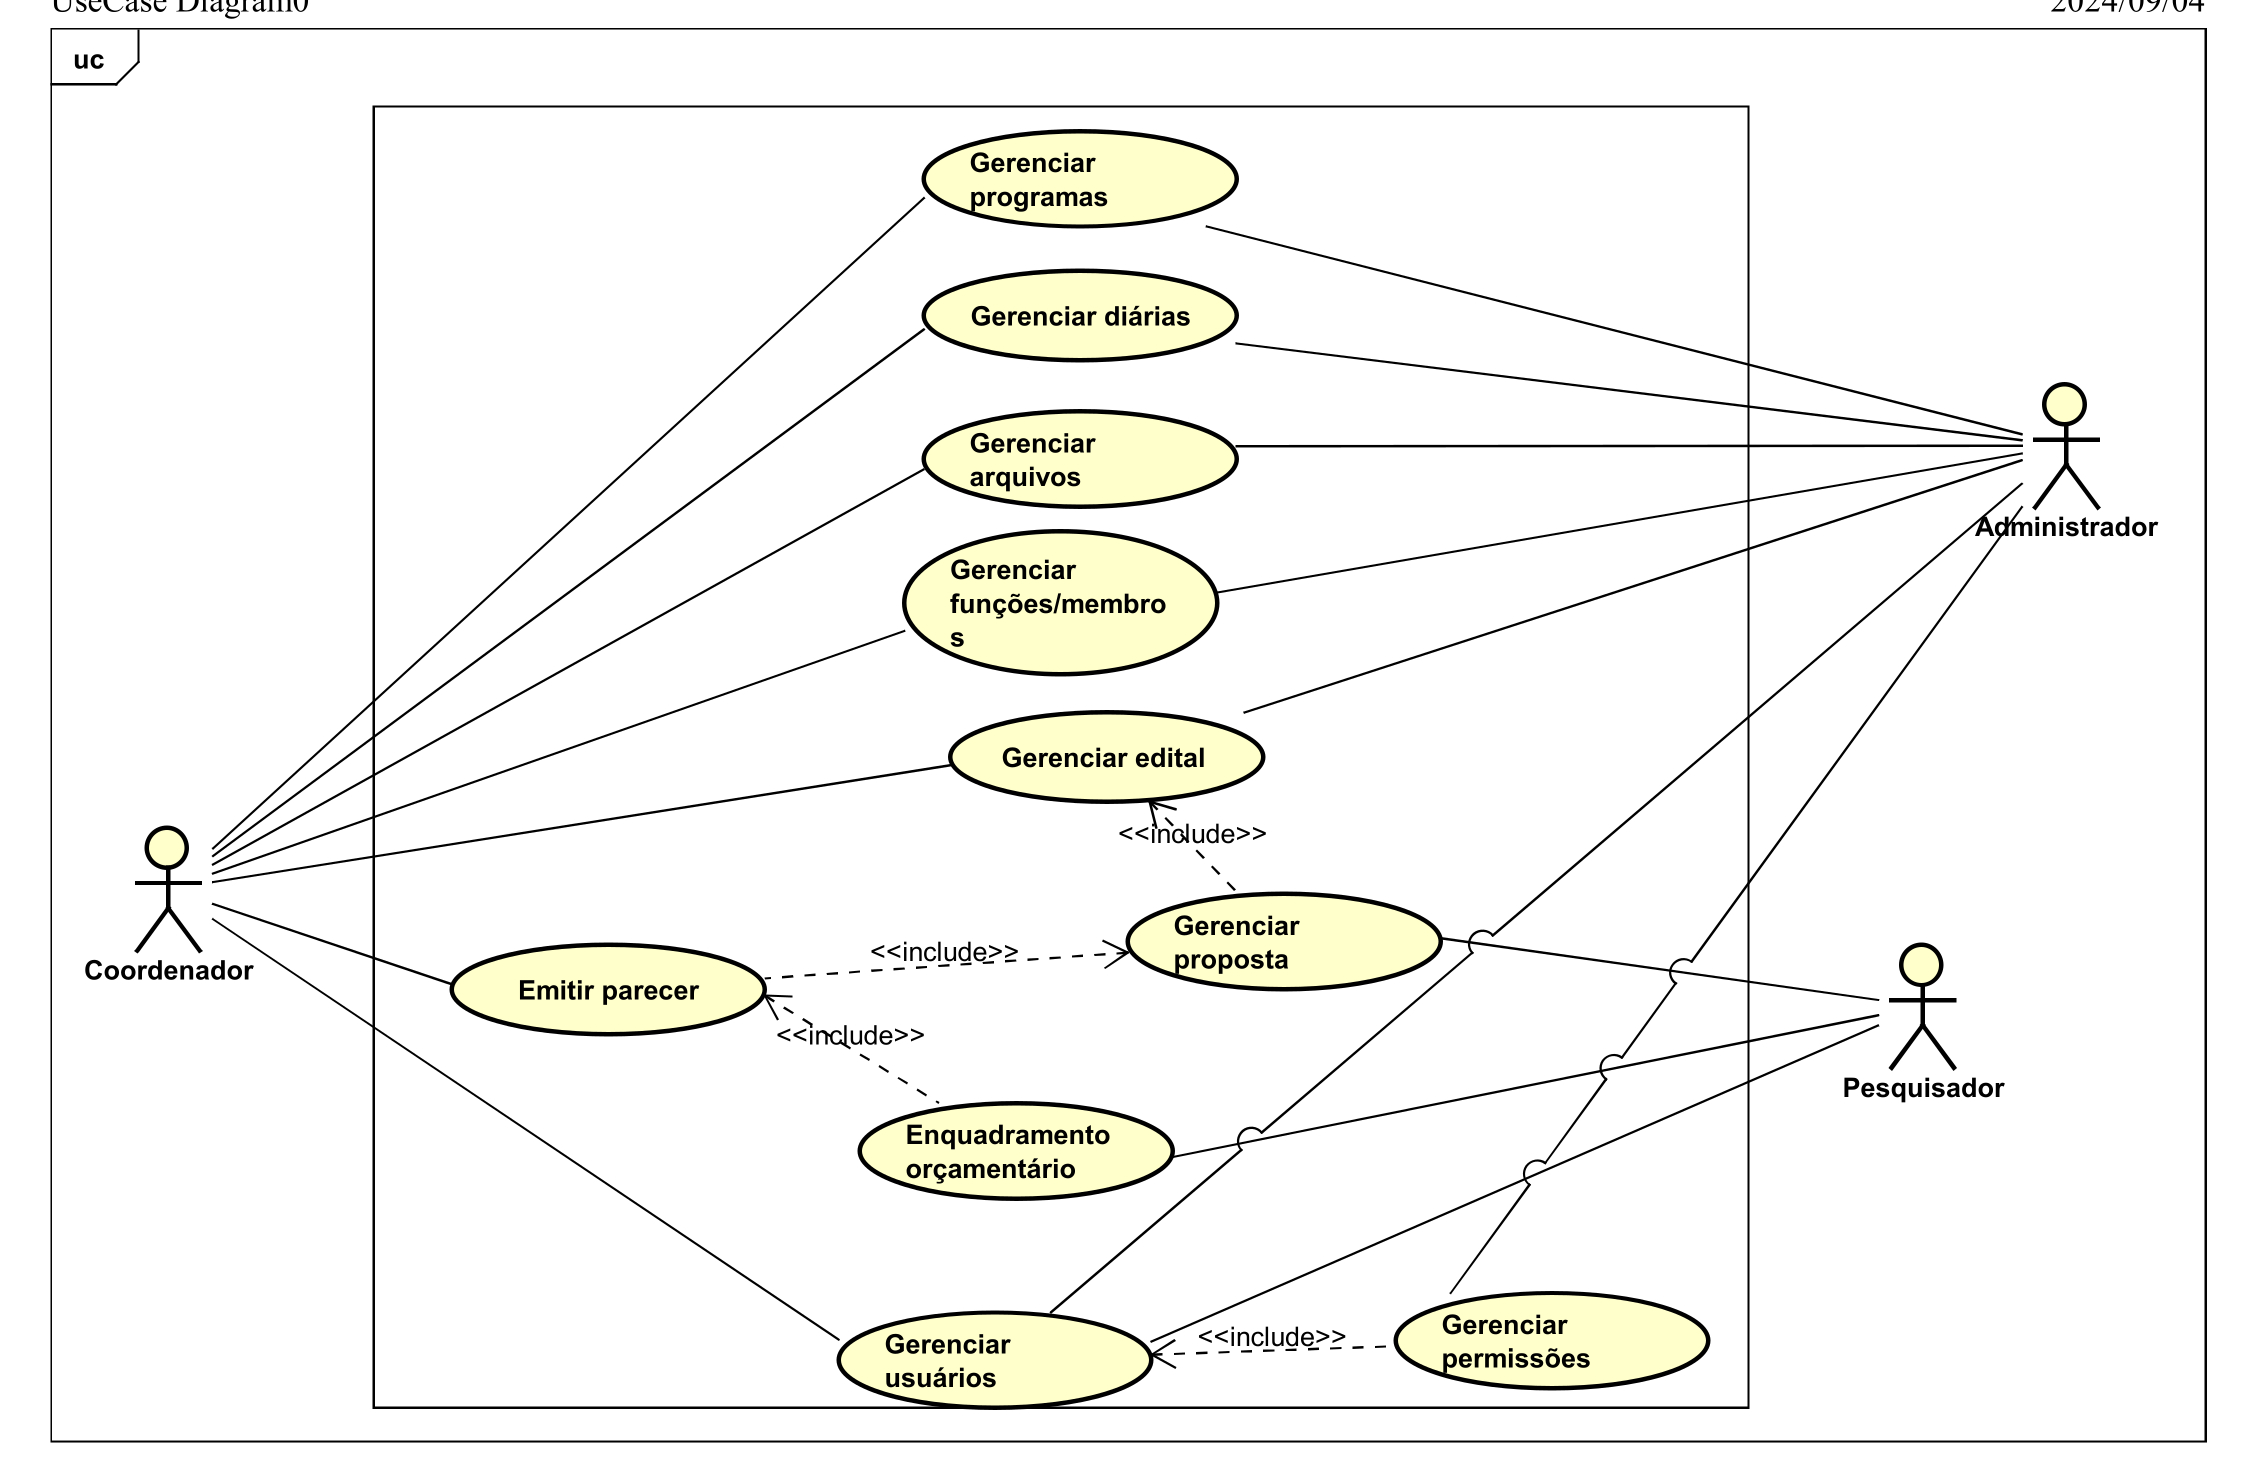 UseCase Diagram0
2024/09/04
uc
Gerenciar
programas
Gerenciar diárias
Gerenciar
arquivos
Administrador
Gerenciar
funções/membro
s
Gerenciar edital
<<include>>
Coordenador
Gerenciar
proposta
<<include>>
Emitir parecer
<<include>>
Pesquisador
Enquadramento
orçamentário
Gerenciar
usuários
<<include>>
Gerenciar
permissões